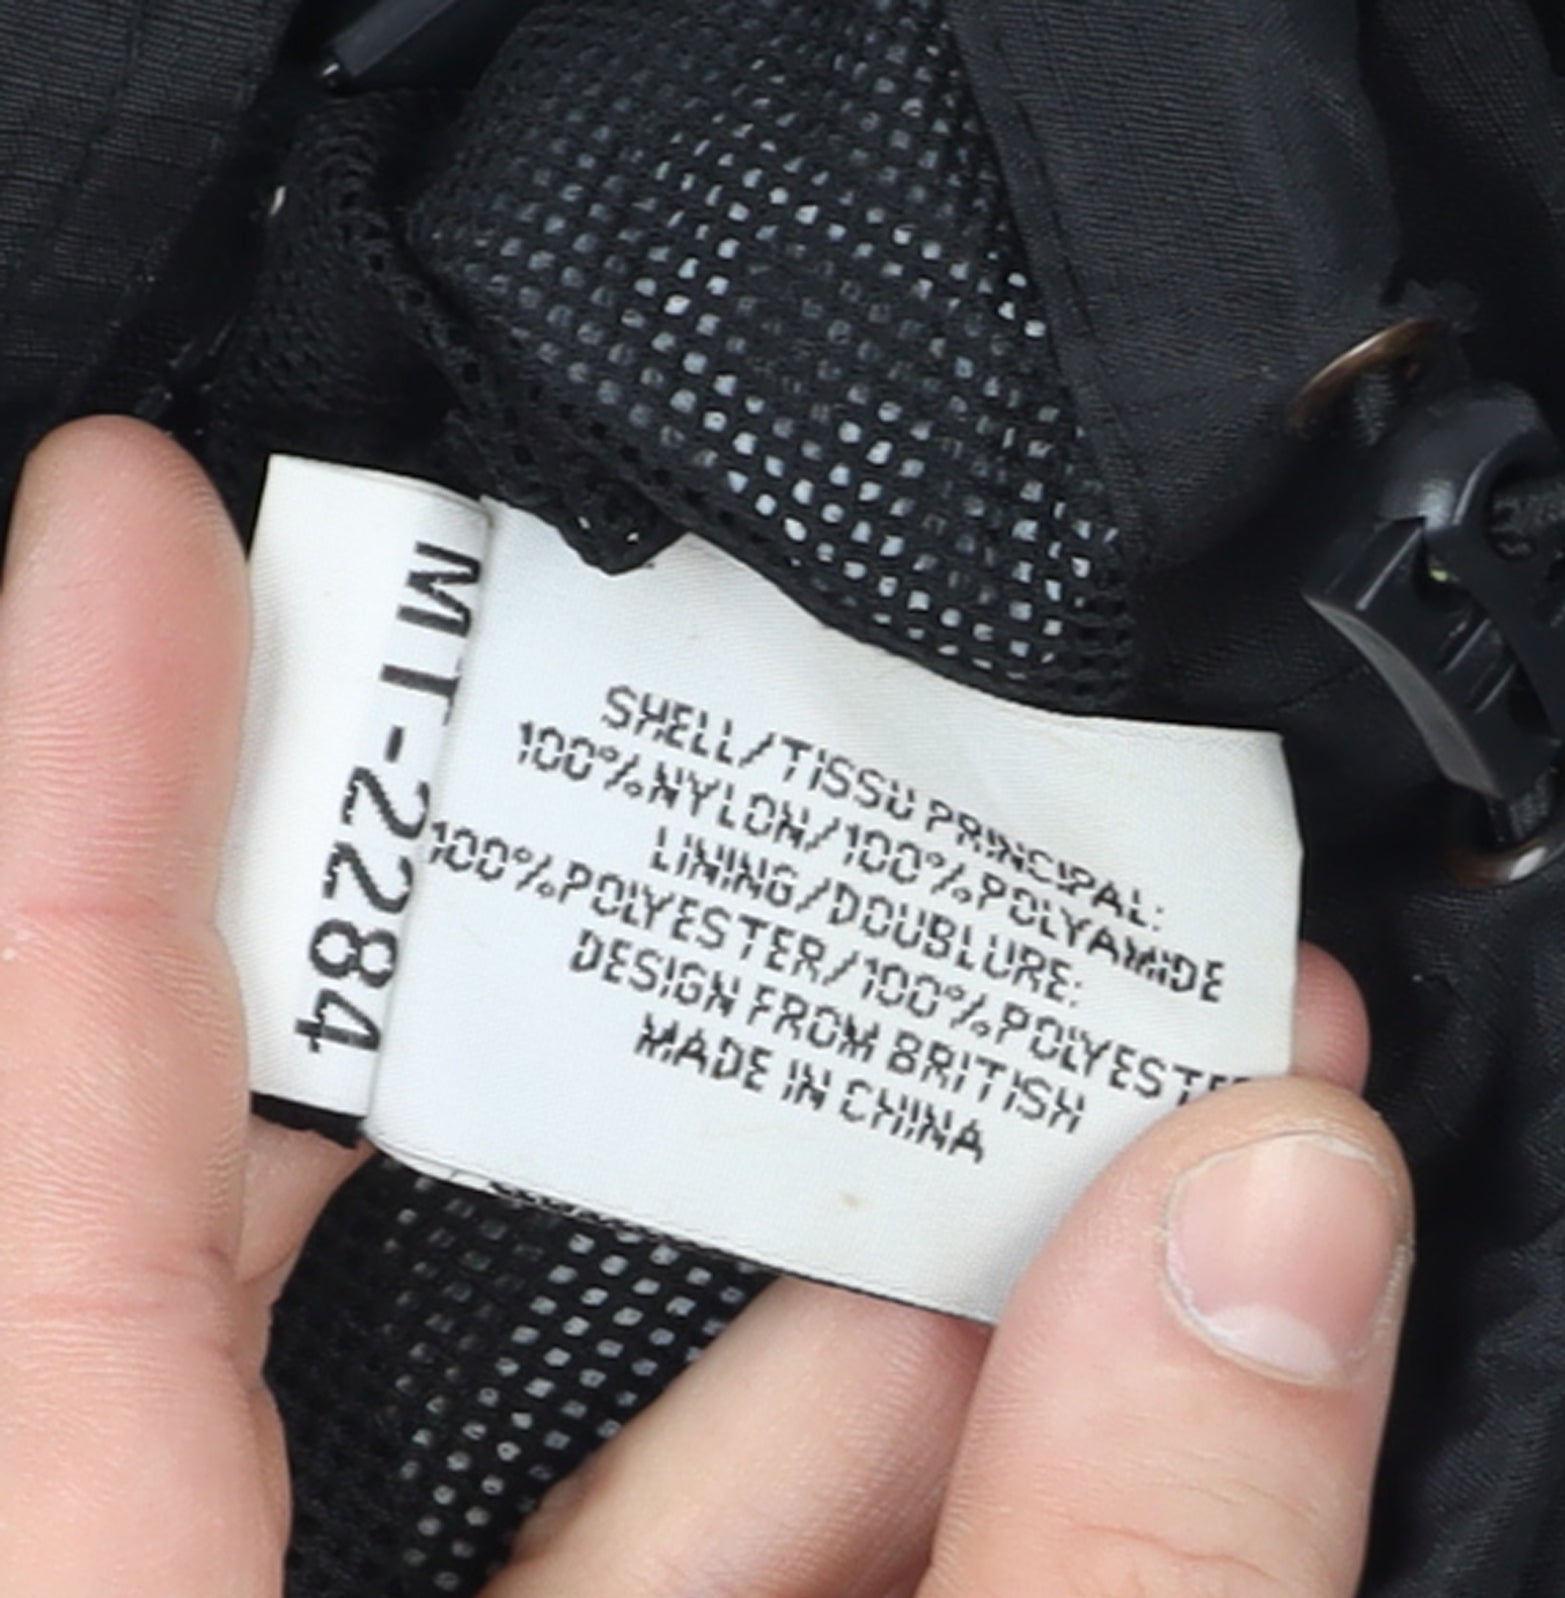 MT-2284
SHELL/TISSU PRINCIPAL:
100%NYLON/100%POLYAMIDE
LINING/DOUBLURE:
100%POLYESTER/100%POLYESTE
DESIGN FROM BRITISH
MADE IN CHINA